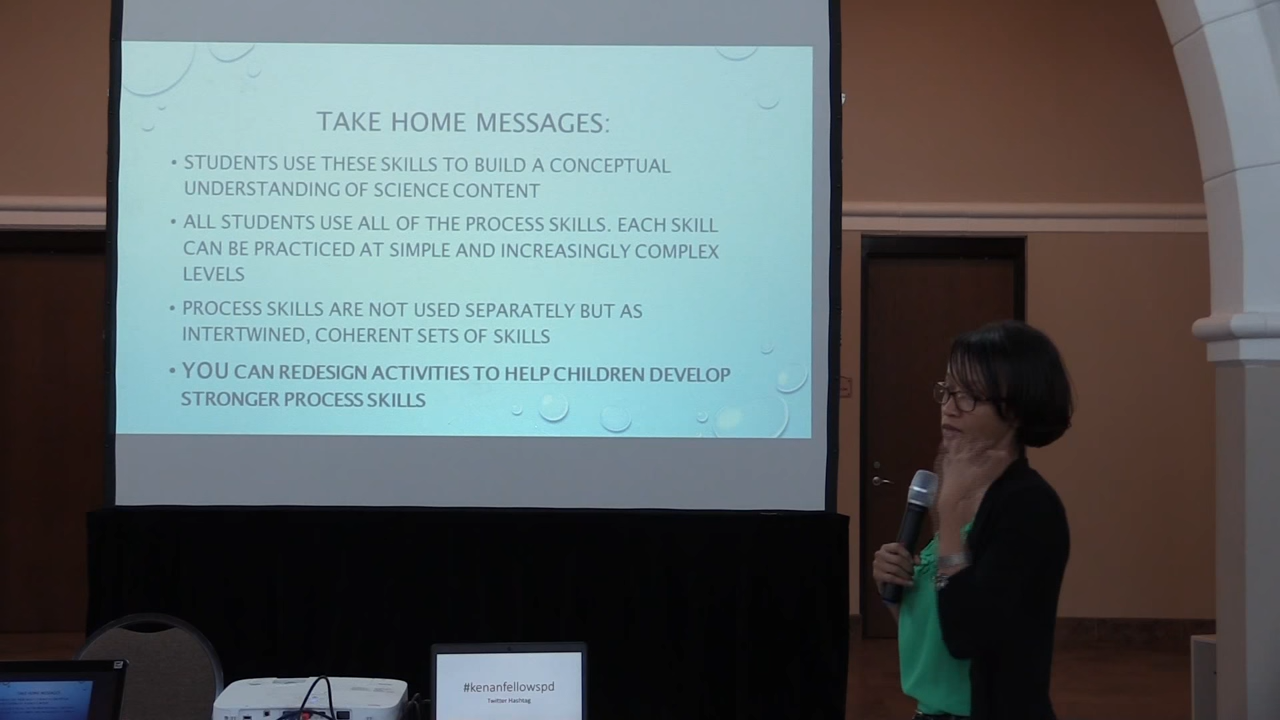 TAKE HOME MESSAGES:
• STUDENTS USE THESE SKILLS TO BUILD A CONCEPTUAL
UNDERSTANDING OF SCIENCE CONTENT
• ALL STUDENTS USE ALL OF THE PROCESS SKILLS. EACH SKILL
CAN BE PRACTICED AT SIMPLE AND INCREASINGLY COMPLEX
LEVELS
• PROCESS SKILLS ARE NOT USED SEPARATELY BUT AS
INTERTWINED, COHERENT SETS OF SKILLS
• YOU CAN REDESIGN ACTIVITIES TO HELP CHILDREN DEVELOP
STRONGER PROCESS SKILLS
#kenanfellowspd
Twitter Hashtag